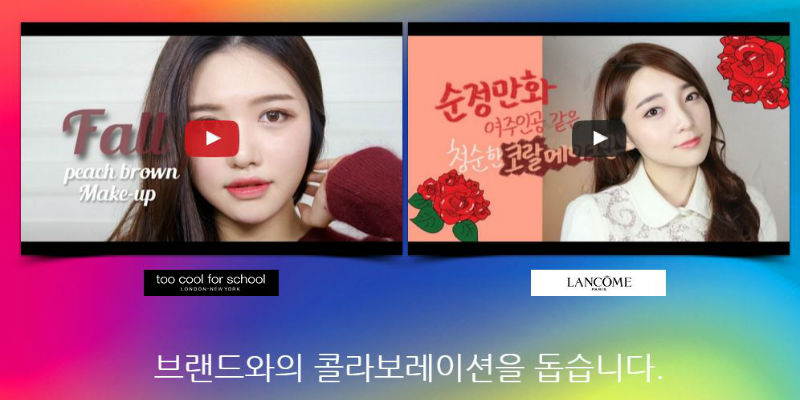 Fall
peach brown
Make-up
순정만화
여주인공 같은
청순한
too cool for school
LONDON-NEW YORK
LANCÔME
PARIS
브랜드와의 콜라보레이션을 돕습니다.